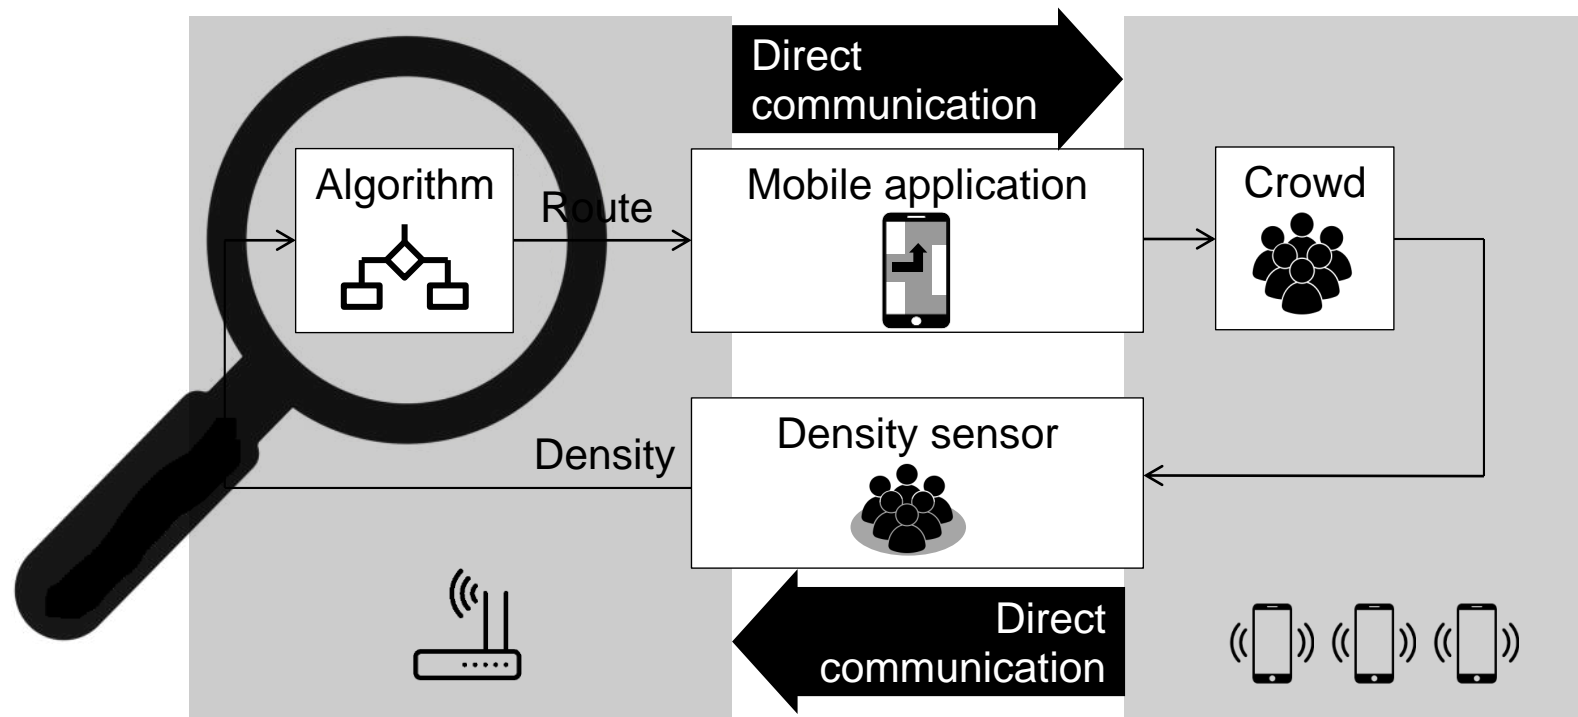 Direct
communication
Algorithm
Route
Mobile application
Crowd
Density
Density sensor
Direct
communication